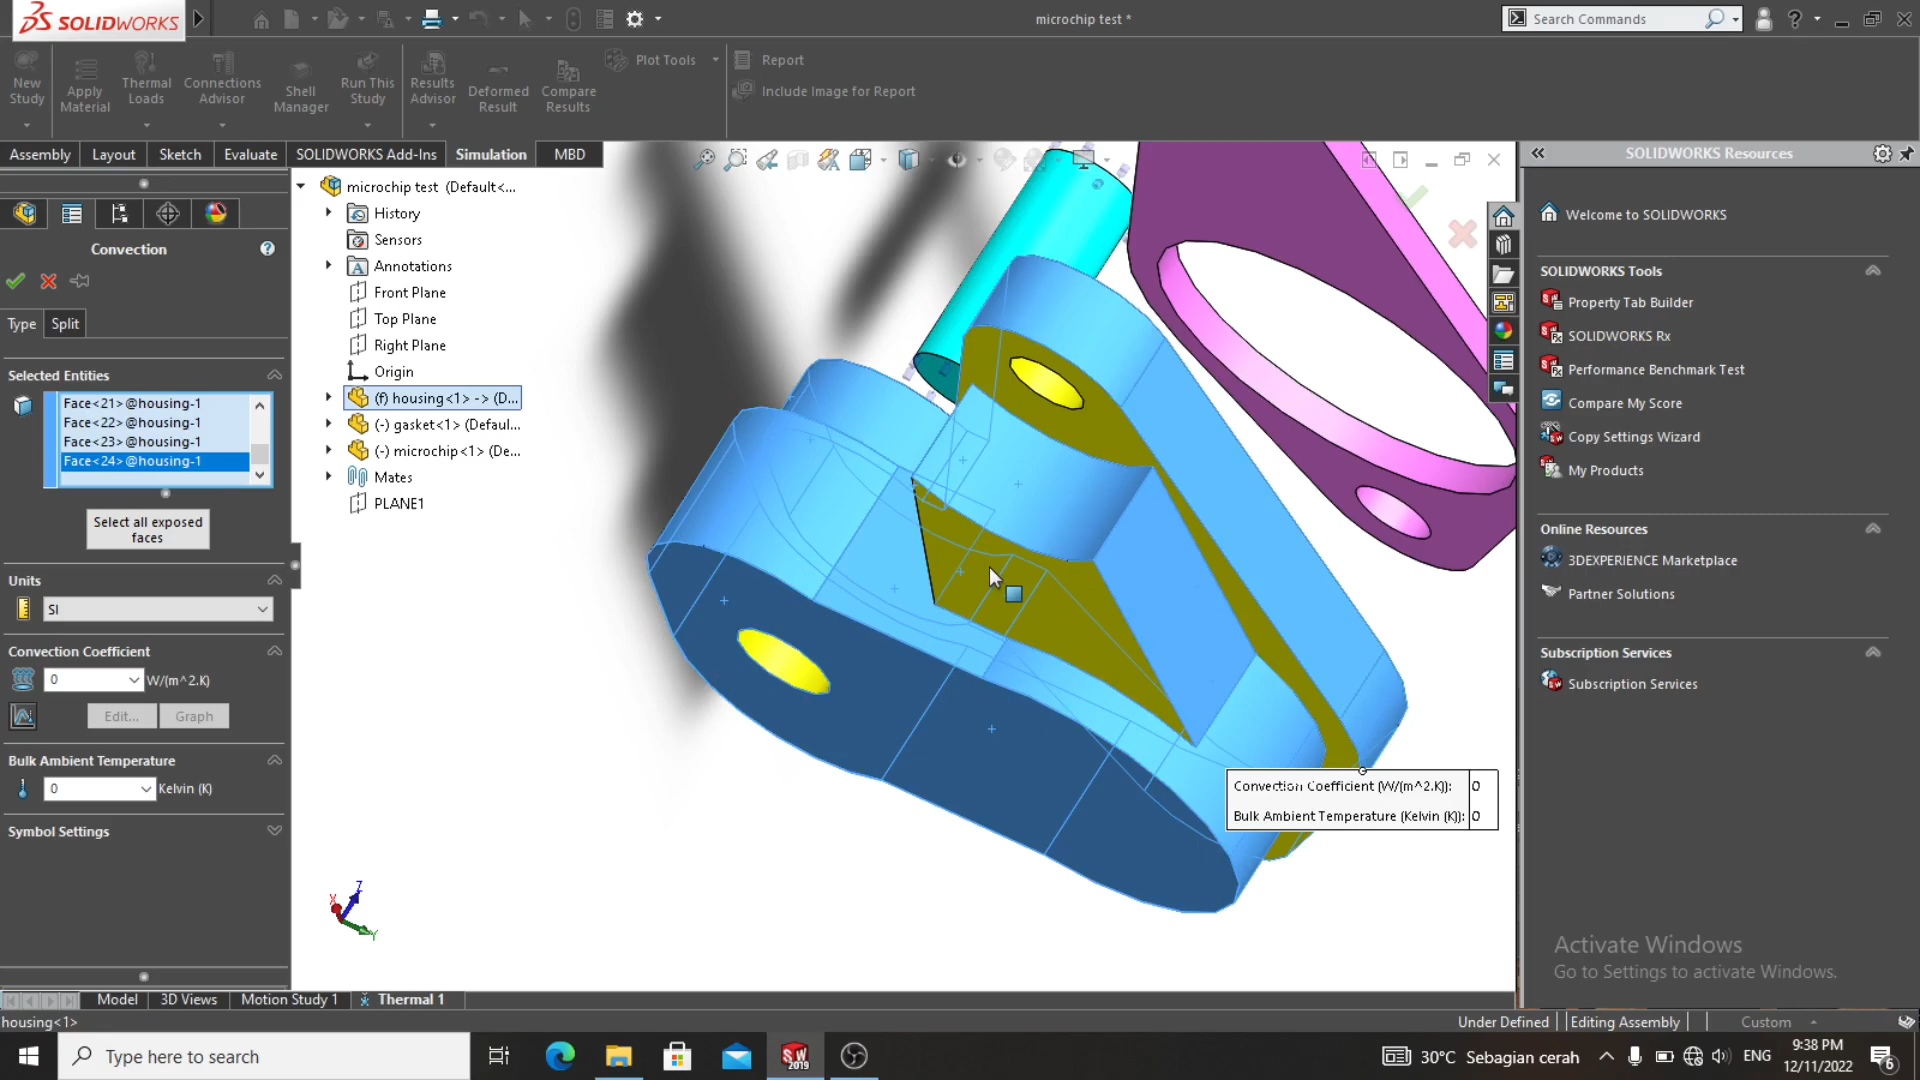 SOLIDWORKS
microchip test *
Search Commands
New Study
Apply Material
Thermal Loads
Connections Advisor
Shell Manager
Run This Study
Results Advisor
Deformed Result
Compare Results
Plot Tools
Report
Include Image for Report
Assembly
Layout
Sketch
Evaluate
SOLIDWORKS Add-Ins
Simulation
MBD
SOLIDWORKS Resources
Convection
Type
Split
Selected Entities
Face<21>@housing-1
Face<22>@housing-1
Face<23>@housing-1
Face<24>@housing-1
Select all exposed
faces
Units
SI
Convection Coefficient
0
W/(m^2.K)
Edit...
Graph
Bulk Ambient Temperature
0
Kelvin (K)
Symbol Settings
microchip test (Default<...
History
Sensors
Annotations
Front Plane
Top Plane
Right Plane
Origin
(f) housing<1> -> (D...
(-) gasket<1> (Defaul...
(-) microchip<1> (De...
Mates
PLANE1
Convection Coefficient (W/(m^2.K)): 0
Bulk Ambient Temperature (Kelvin (K)): 0
X
Z
Y
Welcome to SOLIDWORKS
SOLIDWORKS Tools
Property Tab Builder
SOLIDWORKS Rx
Performance Benchmark Test
Compare My Score
Copy Settings Wizard
My Products
Online Resources
3DEXPERIENCE Marketplace
Partner Solutions
Subscription Services
Subscription Services
Activate Windows
Go to Settings to activate Windows.
Model
3D Views
Motion Study 1
Thermal 1
housing<1>
Under Defined
Editing Assembly
Custom
Type here to search
SW
2019
30°C Sebagian cerah
ENG
9:38 PM
12/11/2022
6